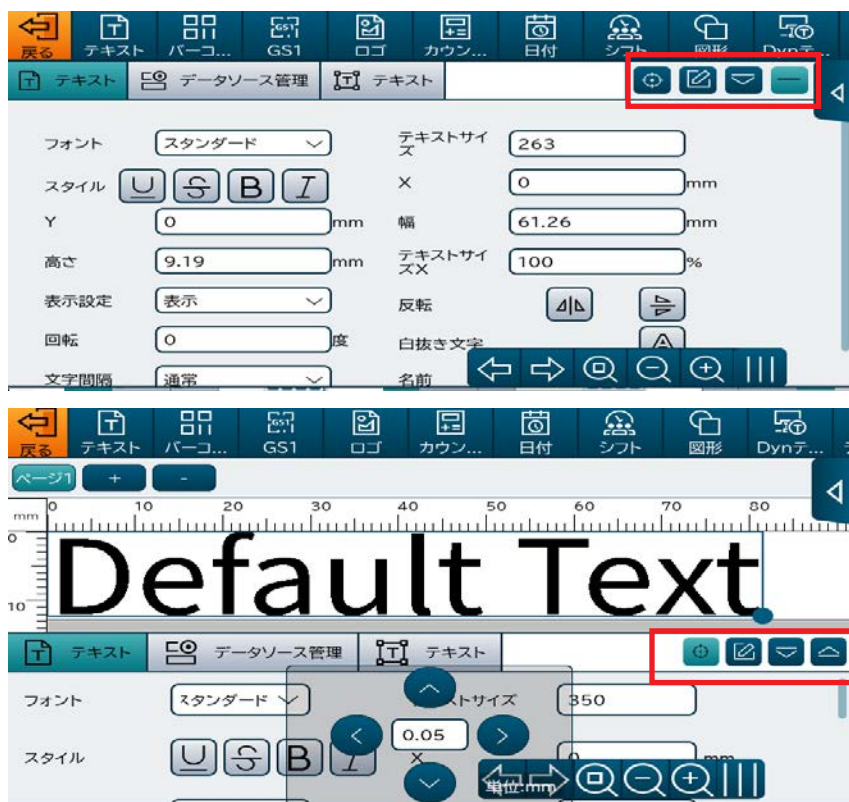 戻る テキスト バーコ... GS1 ロゴ カウン... 日付 シフト 図形 Dynテ...
テキスト データソース管理 テキスト
フォント スタンダード テキストサイズ 263
スタイル U S B I X 0 mm
Y 0 mm 幅 61.26 mm
高さ 9.19 mm テキストサイズX 100 %
表示設定 表示 反転
回転 0 度 白抜き文字 A
文字間隔 通常 名前
戻る テキスト バーコ... GS1 ロゴ カウン... 日付 シフト 図形 Dynテ...
ページ1 + -
mm 0 10 20 30 40 50 60 70 80
0
Default Text
10
テキスト データソース管理 テキスト
フォント スタンダード ストサイズ 350
0.05
スタイル U S B I X 0 mm
単位:mm